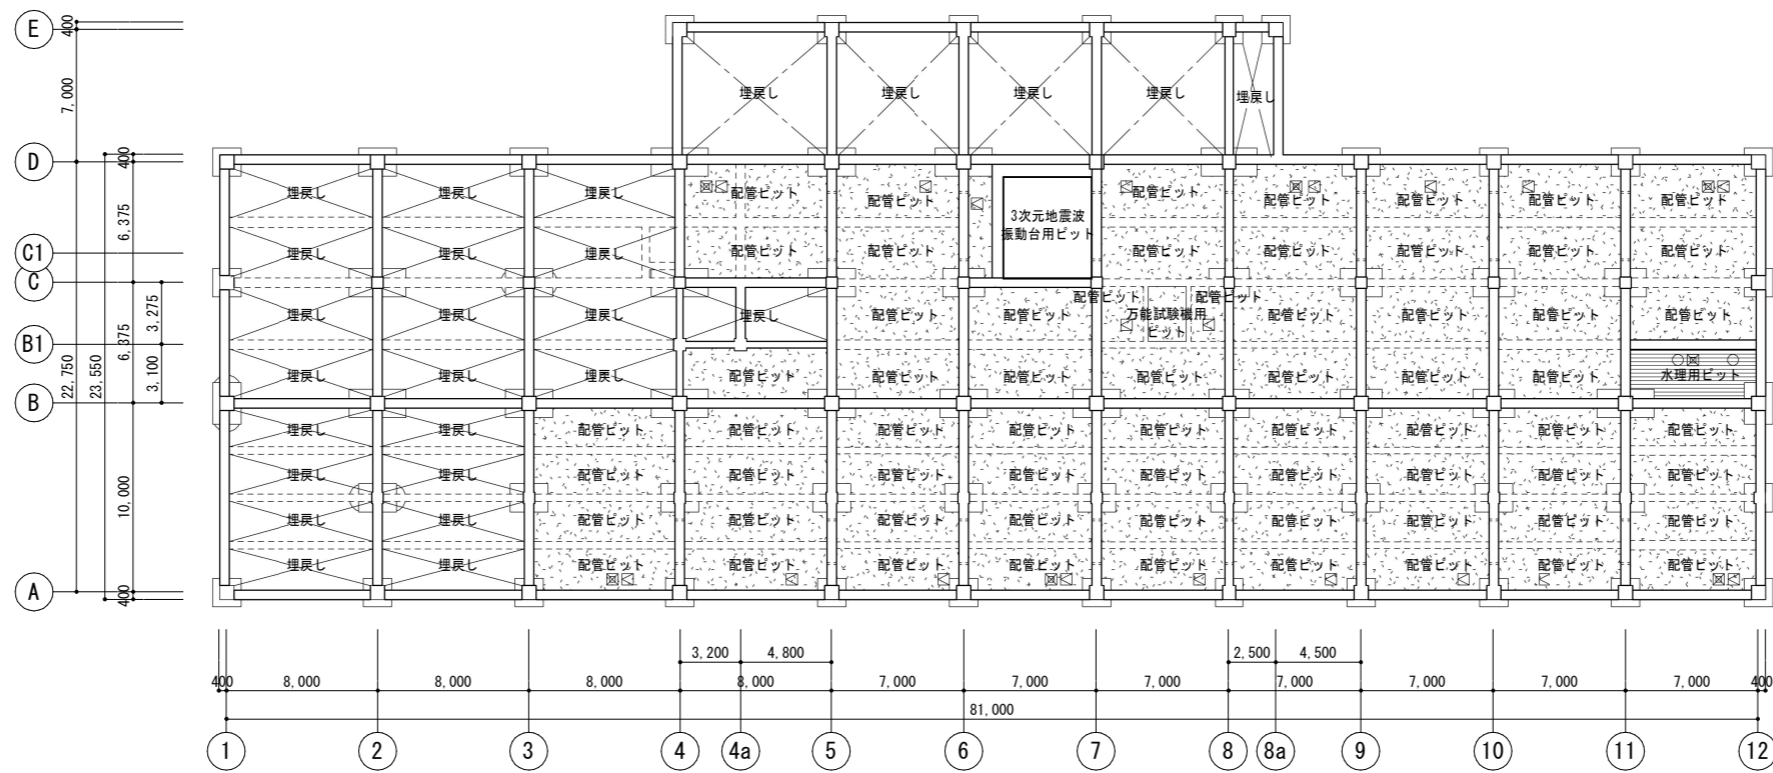 E
400
7,000
埋戻し 埋戻し 埋戻し 埋戻し 埋戻し
D
400
埋戻し 埋戻し 埋戻し 配管ピット 配管ピット 3次元地震波
振動台用ピット 配管ピット 配管ピット 配管ピット 配管ピット 配管ピット
6,375
C1
埋戻し 埋戻し 埋戻し 配管ピット 配管ピット 配管ピット 配管ピット 配管ピット 配管ピット 配管ピット
C
配管ピット 配管ピット
3,275
埋戻し 埋戻し 埋戻し 埋戻し 配管ピット 配管ピット 万能試験機用
ピット 配管ピット 配管ピット 配管ピット 配管ピット
B1
6,375
22,750
23,550
3,100
埋戻し 埋戻し 埋戻し 配管ピット 配管ピット 配管ピット 配管ピット 配管ピット 配管ピット 配管ピット 水理用ピット
B
埋戻し 埋戻し 配管ピット 配管ピット 配管ピット 配管ピット 配管ピット 配管ピット 配管ピット 配管ピット 配管ピット
埋戻し 埋戻し 配管ピット 配管ピット 配管ピット 配管ピット 配管ピット 配管ピット 配管ピット 配管ピット 配管ピット
10,000
埋戻し 埋戻し 配管ピット 配管ピット 配管ピット 配管ピット 配管ピット 配管ピット 配管ピット 配管ピット 配管ピット
埋戻し 埋戻し 配管ピット 配管ピット 配管ピット 配管ピット 配管ピット 配管ピット 配管ピット 配管ピット 配管ピット
A
400
3,200 4,800 2,500 4,500
400 8,000 8,000 8,000 8,000 7,000 7,000 7,000 7,000 7,000 7,000 7,000 400
81,000
1 2 3 4 4a 5 6 7 8 8a 9 10 11 12